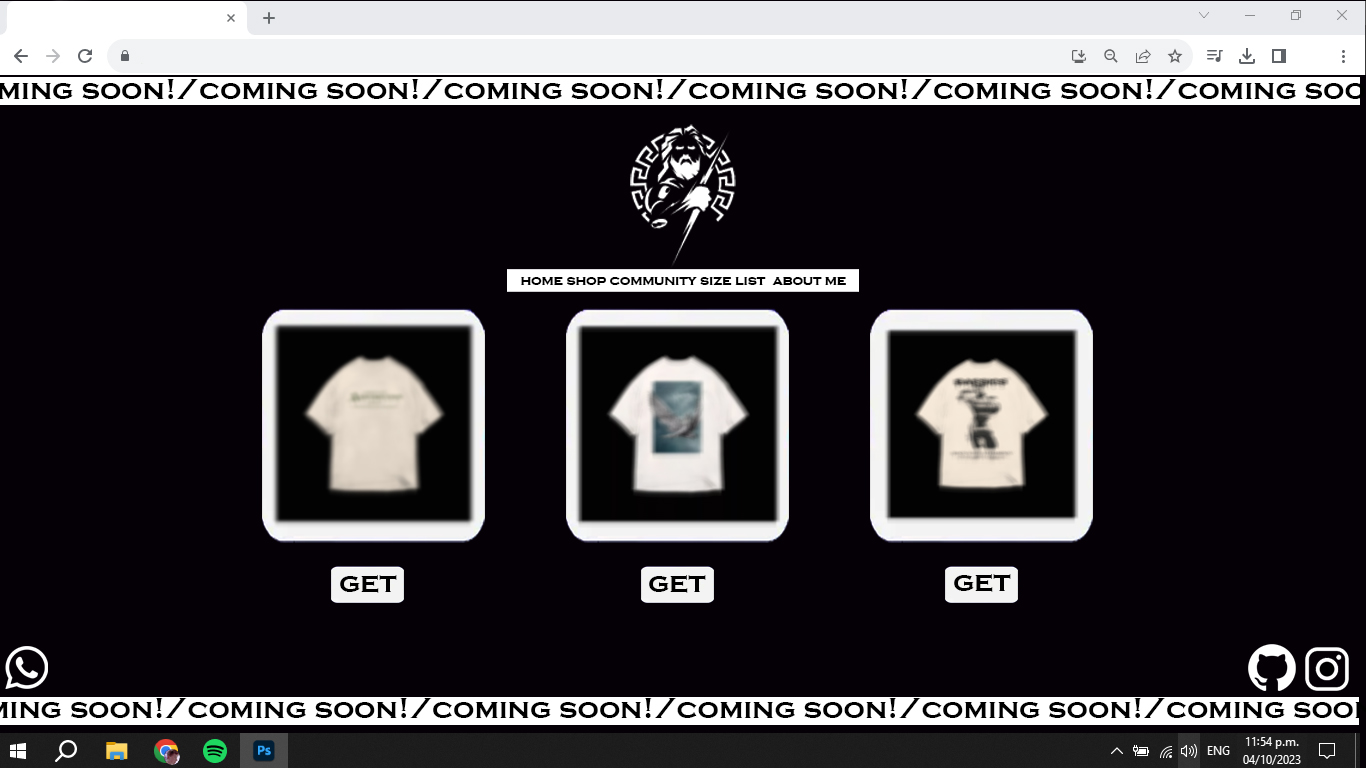 MING SOON!/COMING SOON!/COMING SOON!/COMING SOON!/COMING SOON!/COMING SOO
HOME SHOP COMMUNITY SIZE LIST ABOUT ME
GET GET GET
MING SOON!/COMING SOON!/COMING SOON!/COMING SOON!/COMING SOON!/COMING SOO
Ps
ENG
11:54 p.m.
04/10/2023